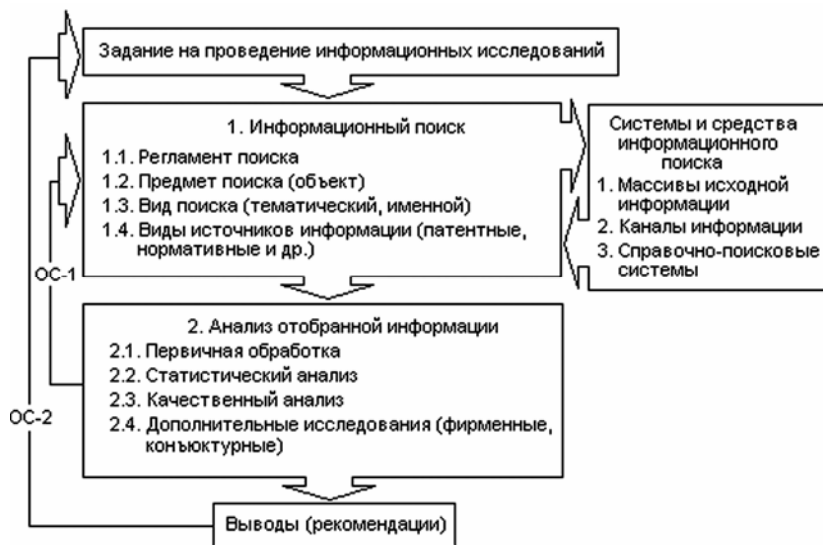 Задание на проведение информационных исследований
1. Информационный поиск
1.1. Регламент поиска
1.2. Предмет поиска (объект)
1.3. Вид поиска (тематический, именной)
1.4. Виды источников информации (патентные,
нормативные и др.)
Системы и средства
информационного
поиска
1. Массивы исходной
информации
2. Каналы информации
3. Справочно-поисковые
системы
ОС-1
2. Анализ отобранной информации
2.1. Первичная обработка
2.2. Статистический анализ
2.3. Качественный анализ
2.4. Дополнительные исследования (фирменные,
конъюктурные)
ОС-2
Выводы (рекомендации)